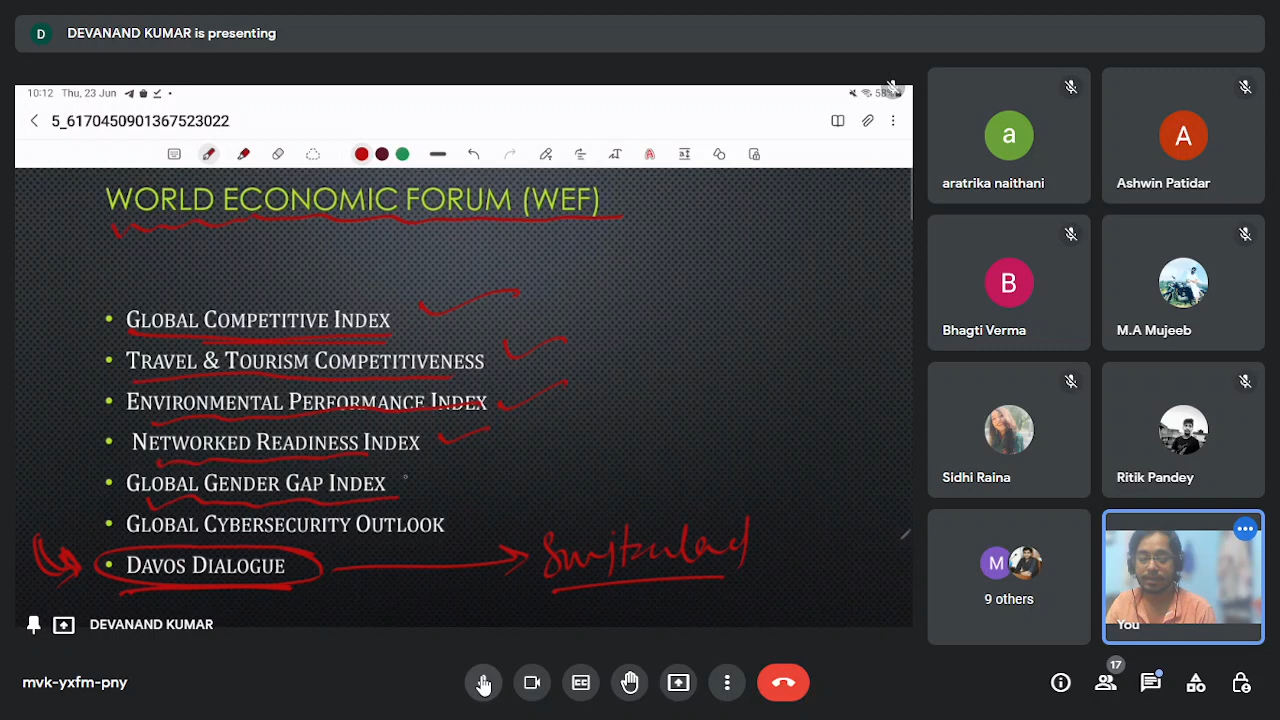 D DEVANAND KUMAR is presenting
10:12 Thu, 23 Jun
58%
5_6170450901367523022
WORLD ECONOMIC FORUM (WEF)
• GLOBAL COMPETITIVE INDEX
• TRAVEL & TOURISM COMPETITIVENESS
• ENVIRONMENTAL PERFORMANCE INDEX
• NETWORKED READINESS INDEX
• GLOBAL GENDER GAP INDEX
• GLOBAL CYBERSECURITY OUTLOOK
• DAVOS DIALOGUE
DEVANAND KUMAR
a
aratrika naithani
A
Ashwin Patidar
B
Bhagti Verma
M.A Mujeeb
Sidhi Raina
Ritik Pandey
M
9 others
You
mvk-yxfm-pny
17